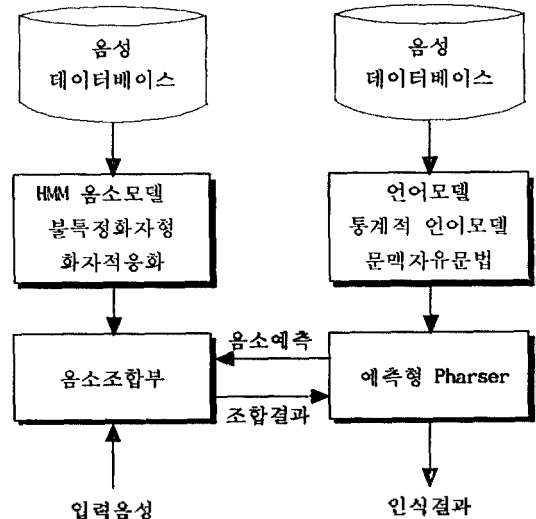 음성
데이터베이스
음성
데이터베이스
HMM 음소모델
불특정화자형
화자적응화
언어모델
통계적 언어모델
문맥자유문법
음소조합부
음소예측
조합결과
예측형 Pharser
입력음성
인식결과